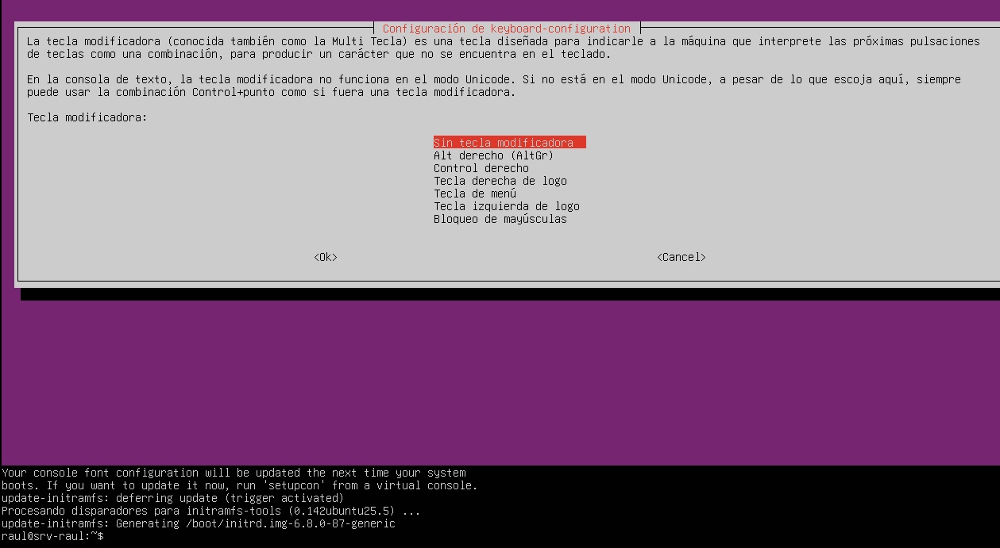 Configuración de keyboard-configuration
La tecla modificadora (conocida también como la Multi Tecla) es una tecla diseñada para indicarle a la máquina que interprete las próximas pulsaciones
de teclas como una combinación, para producir un carácter que no se encuentra en el teclado.
En la consola de texto, la tecla modificadora no funciona en el modo Unicode. Si no está en el modo Unicode, a pesar de lo que escoja aquí, siempre
puede usar la combinación Control+punto como si fuera una tecla modificadora.
Tecla modificadora:
Sin tecla modificadora
Alt derecho (AltGr)
Control derecho
Tecla derecha de logo
Tecla de menú
Tecla izquierda de logo
Bloqueo de mayúsculas
<Ok> <Cancel>
Your console font configuration will be updated the next time your system
boots. If you want to update it now, run 'setupcon' from a virtual console.
update-initramfs: deferring update (trigger activated)
Procesando disparadores para initramfs-tools (0.142ubuntu25.5) ...
update-initramfs: Generating /boot/initrd.img-6.8.0-87-generic
raul@srv-raul:~$